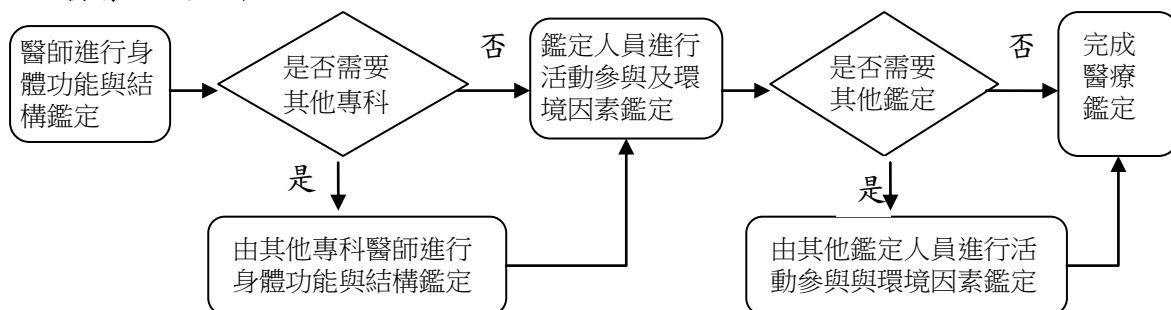 醫師進行身
體功能與結
構鑑定
是否需要
其他專科
否
鑑定人員進行
活動參與及環
境因素鑑定
是否需要
其他鑑定
否
完成
醫療
鑑定
是
由其他專科醫師進行
身體功能與結構鑑定
是
由其他鑑定人員進行活
動參與與環境因素鑑定